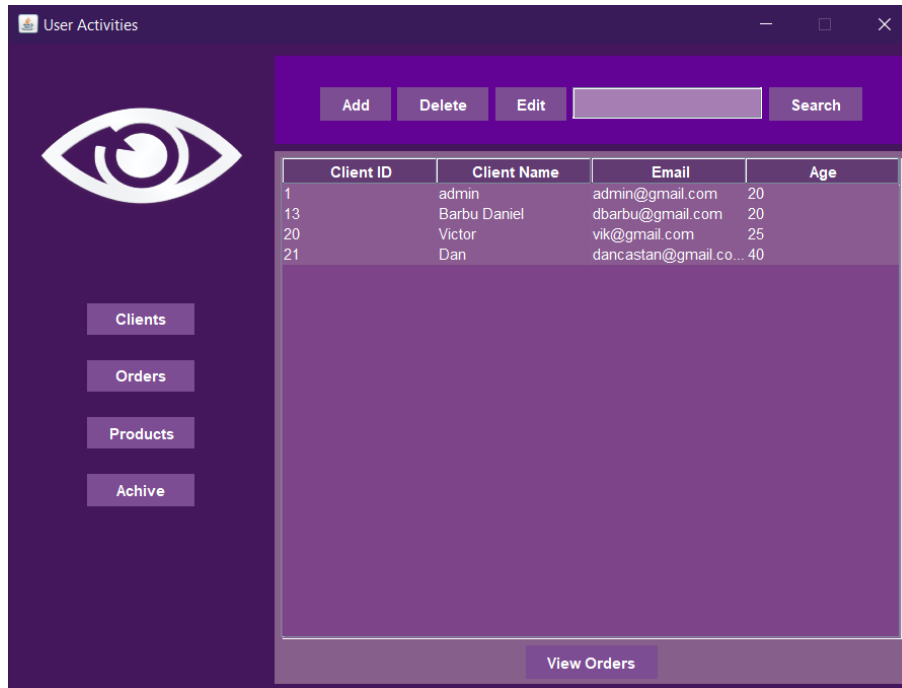 User Activities
Add Delete Edit Search
Client ID Client Name Email Age
1 admin admin@gmail.com 20
13 Barbu Daniel dbarbu@gmail.com 20
20 Victor vik@gmail.com 25
21 Dan dancastan@gmail.co... 40
Clients
Orders
Products
Achive
View Orders